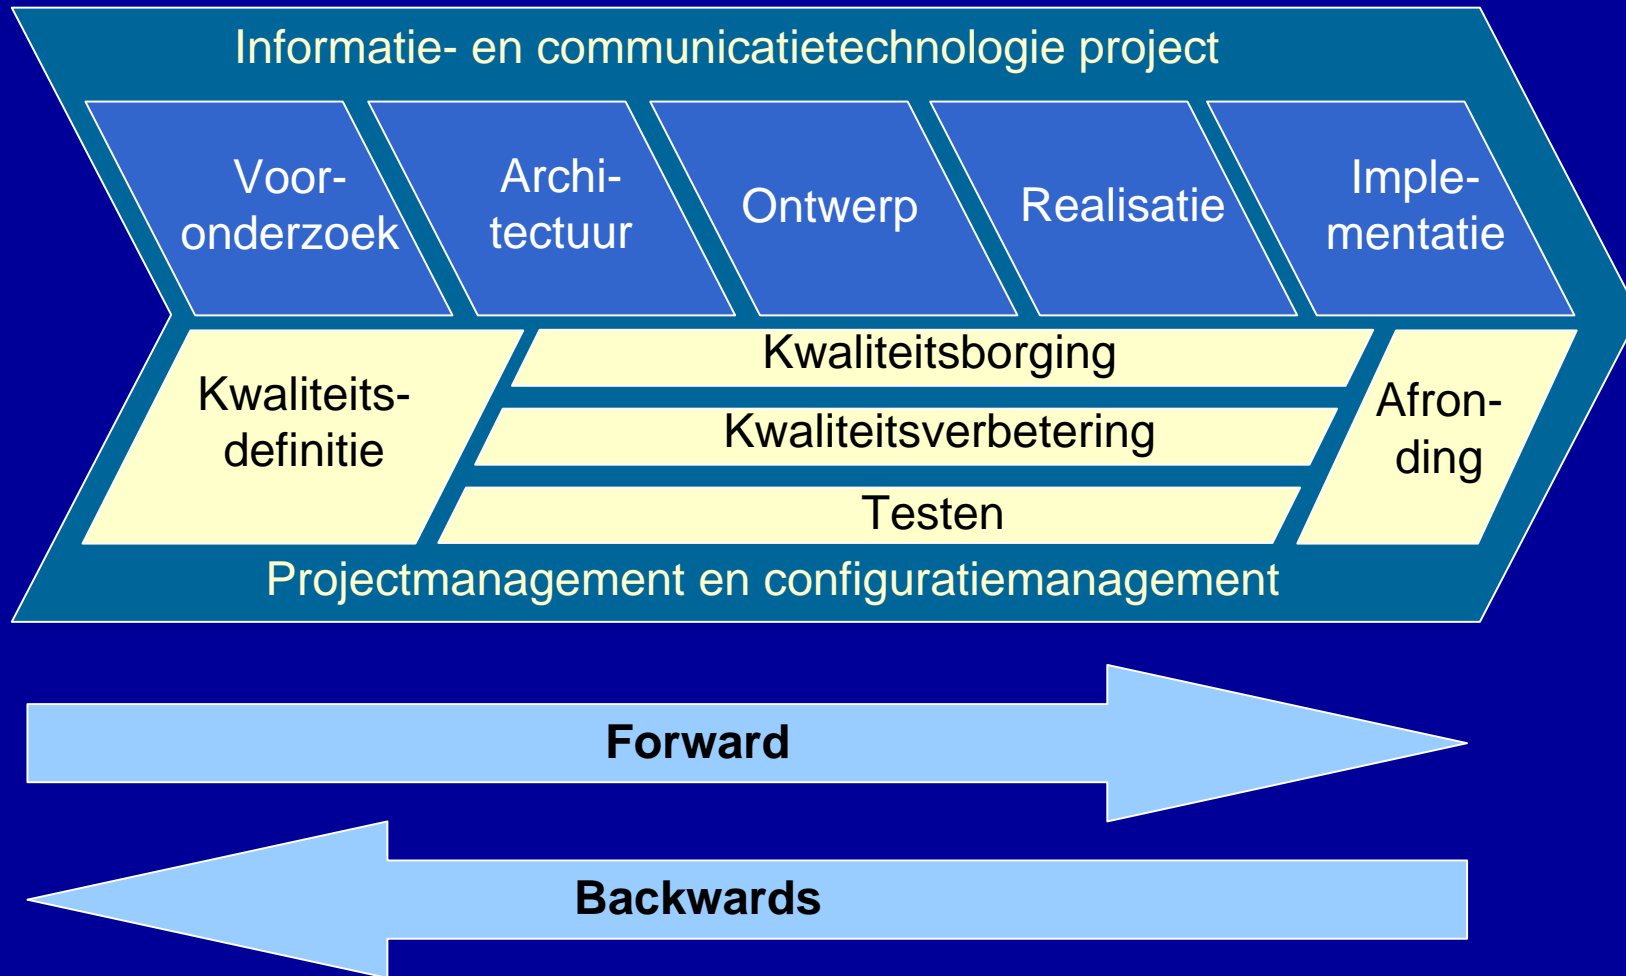 Informatie- en communicatietechnologie project
Voor-
onderzoek
Archi-
tectuur
Ontwerp
Realisatie
Imple-
mentatie
Kwaliteits-
definitie
Kwaliteitsborging
Kwaliteitsverbetering
Testen
Afron-
ding
Projectmanagement en configuratiemanagement
Forward
Backwards